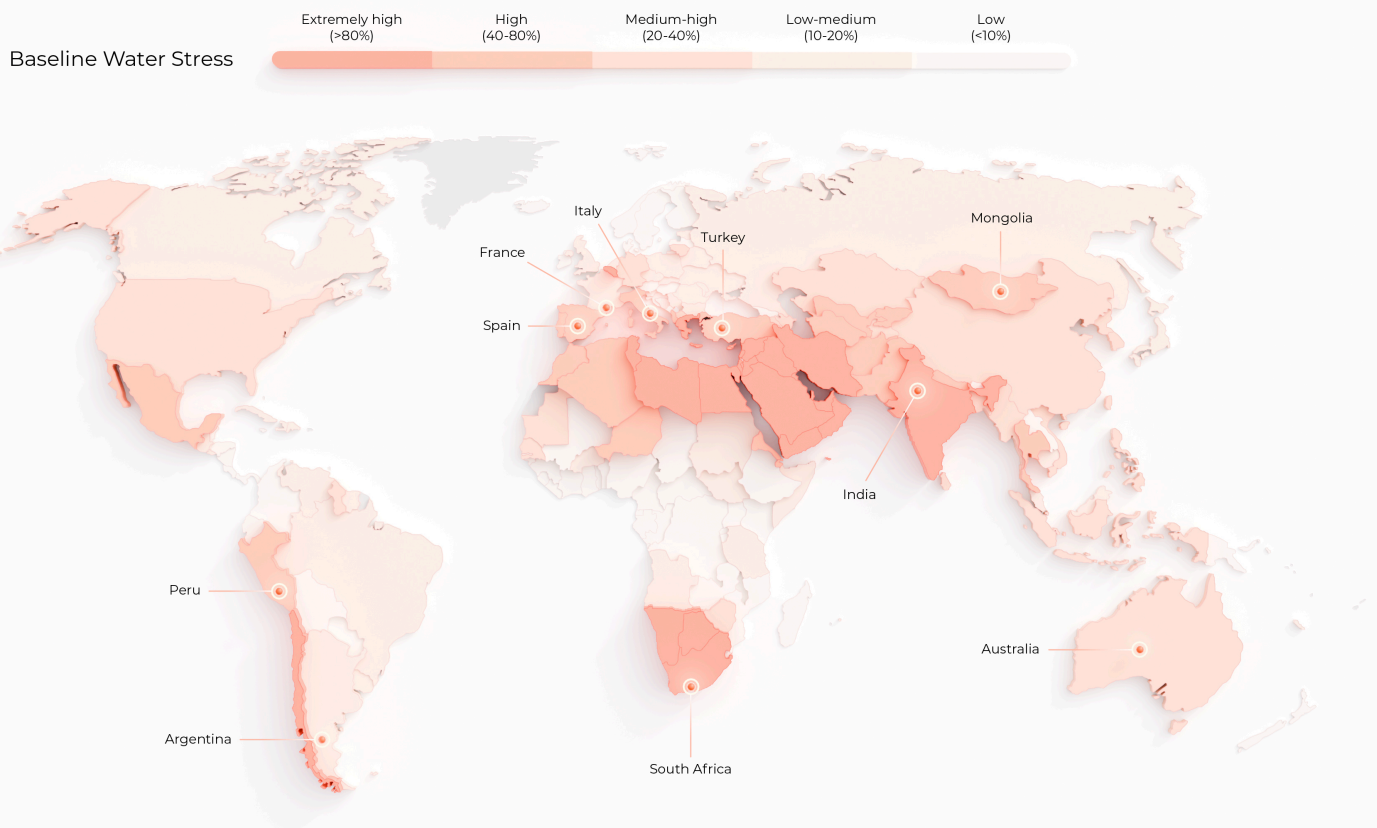 Extremely high
(>80%)
High
(40-80%)
Medium-high
(20-40%)
Low-medium
(10-20%)
Low
(<10%)
Baseline Water Stress
Italy
Mongolia
Turkey
France
Spain
India
Peru
Australia
Argentina
South Africa